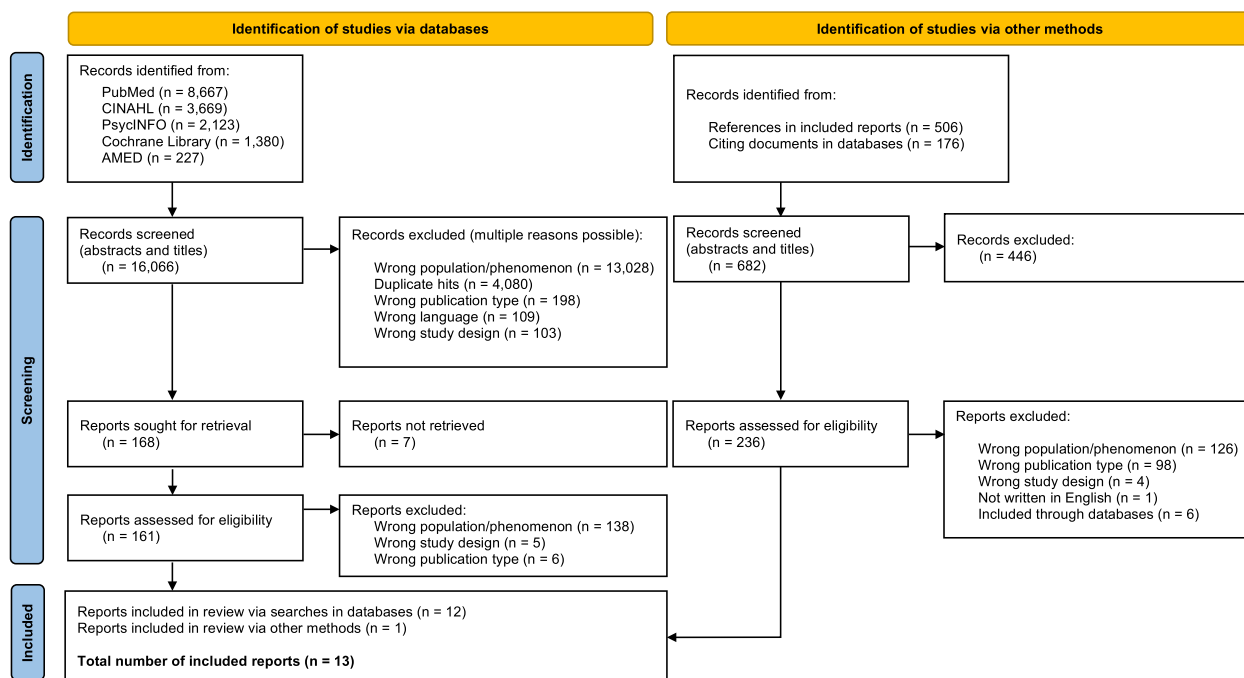 Identification of studies via databases
Identification of studies via other methods
Identification
Records identified from:
PubMed (n = 8,667)
CINAHL (n = 3,669)
PsycINFO (n = 2,123)
Cochrane Library (n = 1,380)
AMED (n = 227)
Records identified from:
References in included reports (n = 506)
Citing documents in databases (n = 176)
Screening
Records screened
(abstracts and titles)
(n = 16,066)
Records excluded (multiple reasons possible):
Wrong population/phenomenon (n = 13,028)
Duplicate hits (n = 4,080)
Wrong publication type (n = 198)
Wrong language (n = 109)
Wrong study design (n = 103)
Records screened
(abstracts and titles)
(n = 682)
Records excluded:
(n = 446)
Reports sought for retrieval
(n = 168)
Reports not retrieved
(n = 7)
Reports assessed for eligibility
(n = 236)
Reports excluded:
Wrong population/phenomenon (n = 126)
Wrong publication type (n = 98)
Wrong study design (n = 4)
Not written in English (n = 1)
Included through databases (n = 6)
Reports assessed for eligibility
(n = 161)
Reports excluded:
Wrong population/phenomenon (n = 138)
Wrong study design (n = 5)
Wrong publication type (n = 6)
Included
Reports included in review via searches in databases (n = 12)
Reports included in review via other methods (n = 1)
Total number of included reports (n = 13)